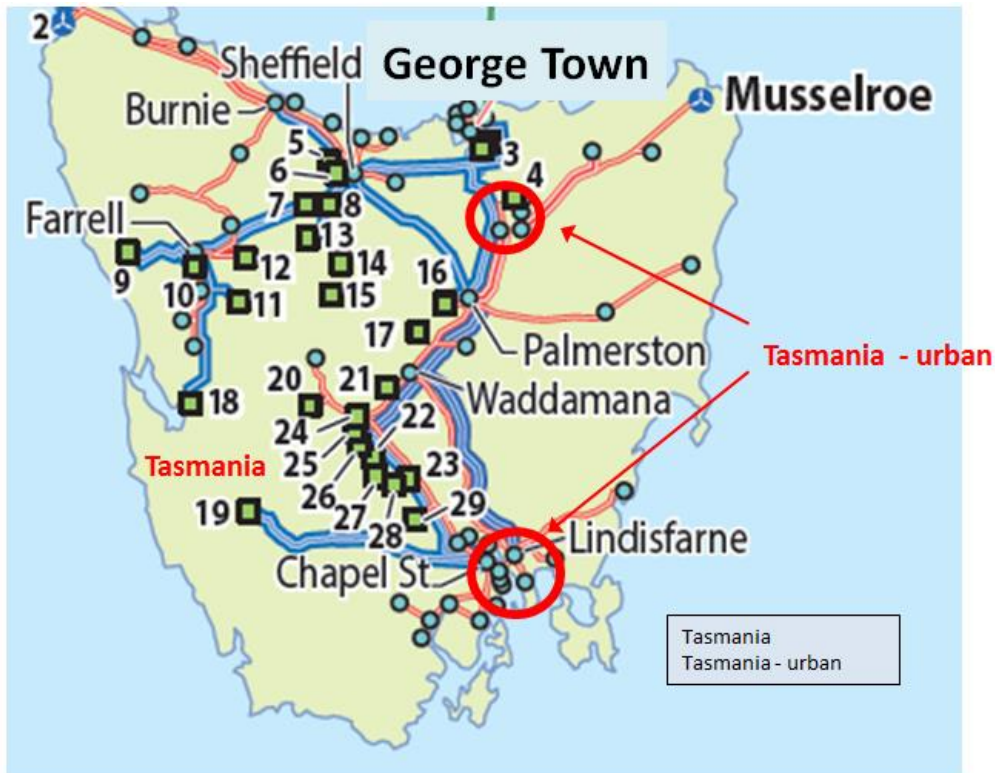 2
Sheffield
George Town
Burnie
Musselroe
5
3
6
4
7
8
Farrell
13
9
10
12
14
16
11
15
17
Palmerston
Tasmania - urban
18
20
21
Waddamana
24
22
25
Tasmania
26
23
19
27
29
28
Lindisfarne
Chapel St
Tasmania
Tasmania - urban